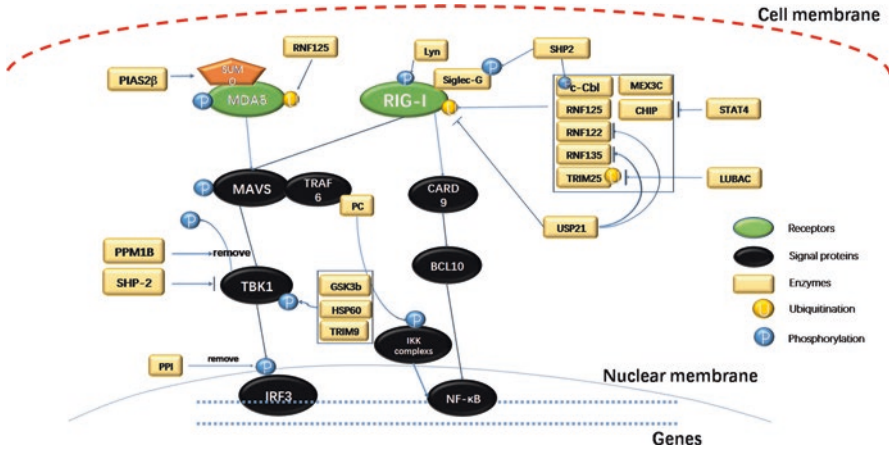 Cell membrane
RNF125
Lyn
SHP2
PIAS2β
SUM
O
Siglec-G
P
P
c-Cbl
MEX3C
P
MDA5
U
P
RIG-I
U
RNF125
CHIP
STAT4
RNF122
RNF135
P
MAVS
TRAF
6
CARD
9
TRIM25
U
LUBAC
PC
P
USP21
Receptors
PPM1B
remove
BCL10
Signal proteins
SHP-2
TBK1
GSK3b
Enzymes
P
HSP60
U
Ubiquitination
TRIM9
P
IKK
complexs
P
Phosphorylation
PPI
remove
P
Nuclear membrane
IRF3
NF-κB
Genes